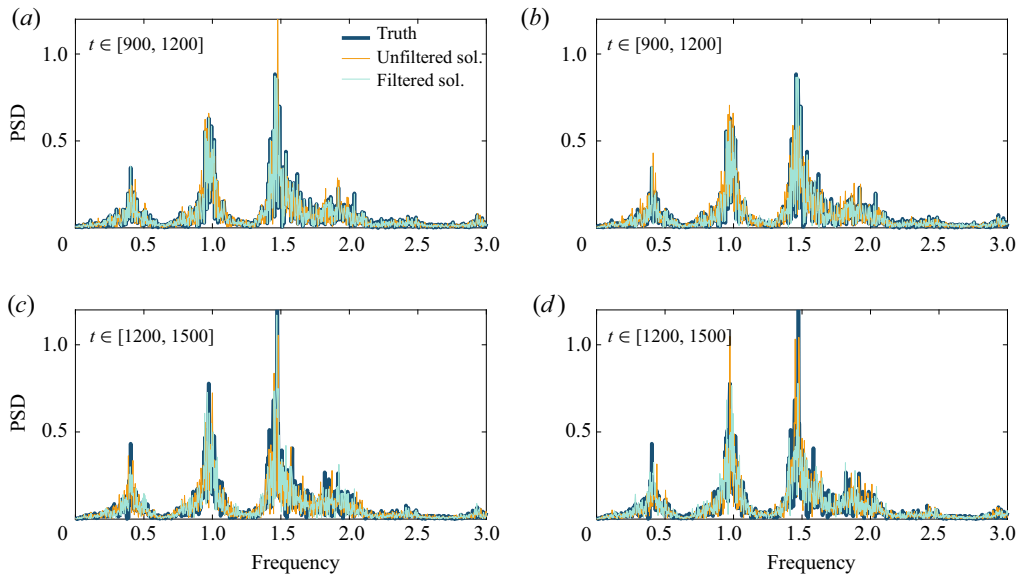 (a) (b)
t ∈ [900, 1200] Truth Unfiltered sol. Filtered sol. t ∈ [900, 1200]
1.0 1.0
PSD
0.5 0.5
0 0.5 1.0 1.5 2.0 2.5 3.0 0 0.5 1.0 1.5 2.0 2.5 3.0
(c) (d)
t ∈ [1200, 1500] t ∈ [1200, 1500]
1.0 1.0
PSD
0.5 0.5
0 0.5 1.0 1.5 2.0 2.5 3.0 0 0.5 1.0 1.5 2.0 2.5 3.0
Frequency Frequency